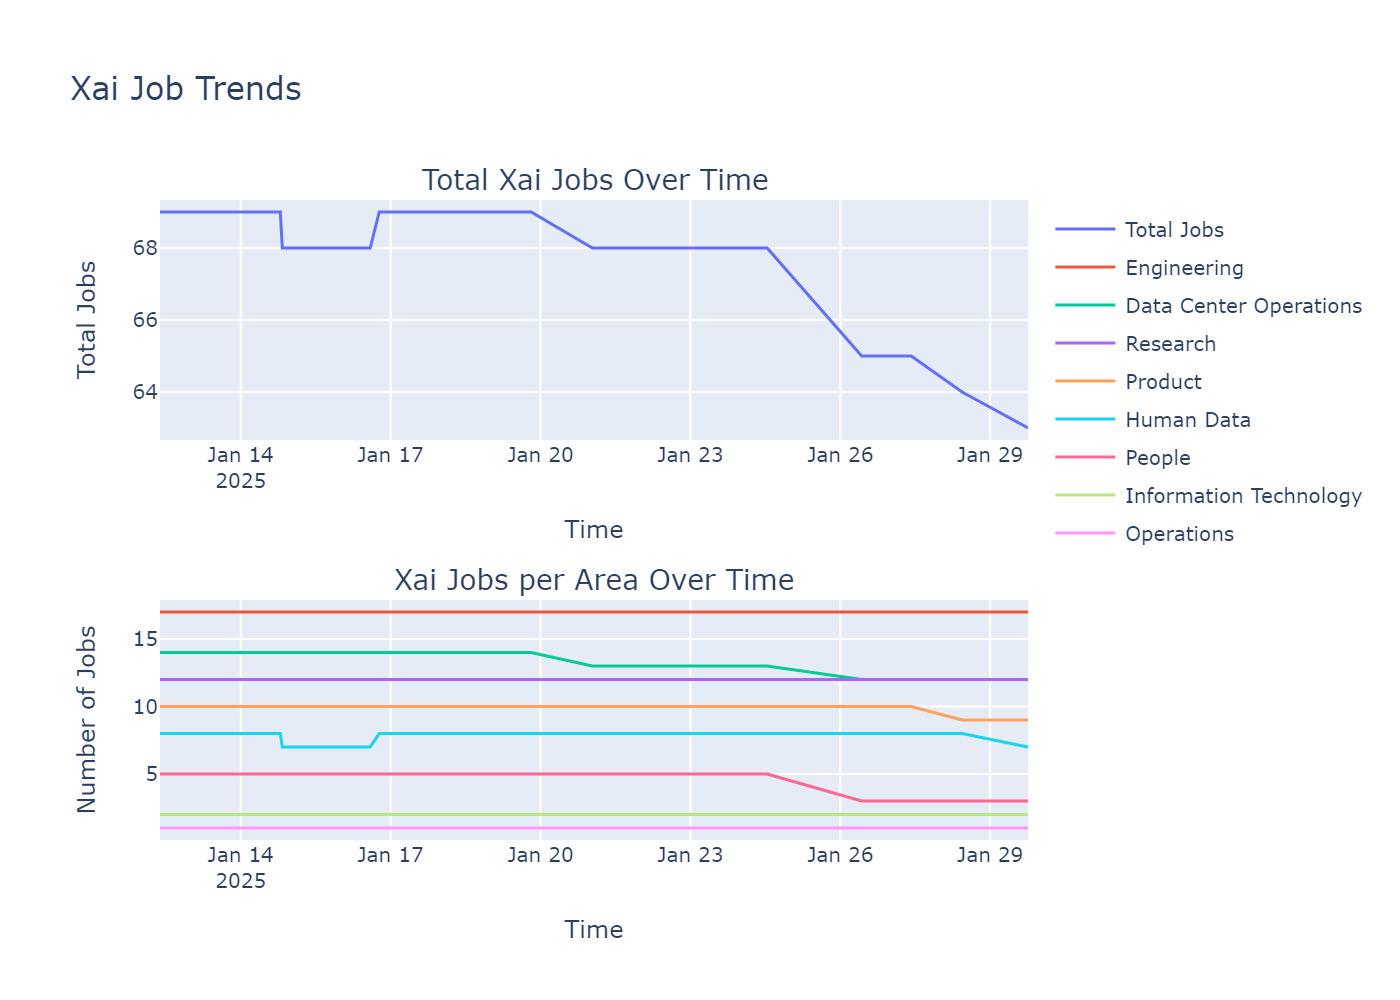 Xai Job Trends
Total Xai Jobs Over Time
Total Jobs
68
66
64
Jan 14
2025
Jan 17
Jan 20
Jan 23
Jan 26
Jan 29
Time
Total Jobs
Engineering
Data Center Operations
Research
Product
Human Data
People
Information Technology
Operations
Xai Jobs per Area Over Time
Number of Jobs
15
10
5
Jan 14
2025
Jan 17
Jan 20
Jan 23
Jan 26
Jan 29
Time